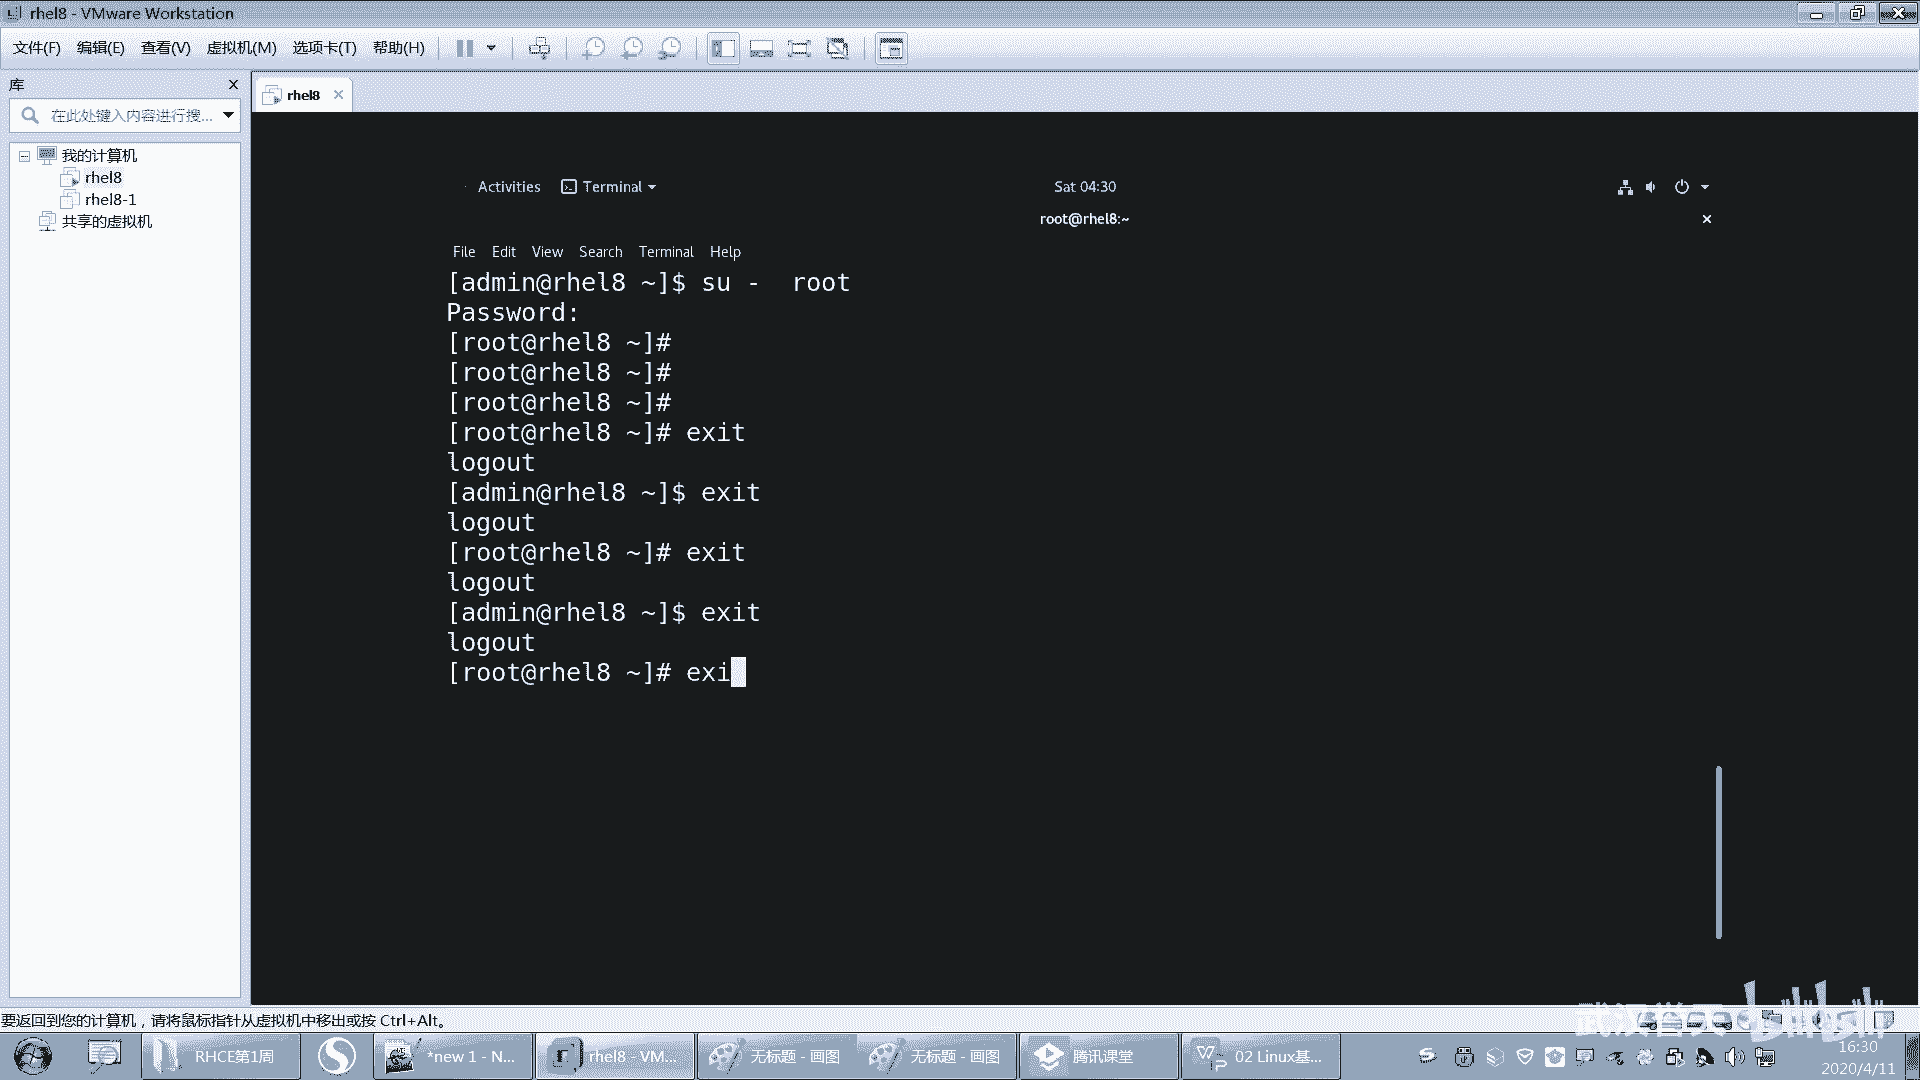 rhel8 - VMware Workstation
文件(F) 编辑(E) 查看(V) 虚拟机(M) 选项卡(T) 帮助(H)
库
在此处键入内容进行搜...
我的计算机
rhel8
rhel8-1
共享的虚拟机
rhel8
Activities Terminal Sat 04:30
root@rhel8:~
File Edit View Search Terminal Help
[admin@rhel8 ~]$ su -  root
Password:
[root@rhel8 ~]#
[root@rhel8 ~]#
[root@rhel8 ~]#
[root@rhel8 ~]# exit
logout
[admin@rhel8 ~]$ exit
logout
[root@rhel8 ~]# exit
logout
[admin@rhel8 ~]$ exit
logout
[root@rhel8 ~]# exi
要返回到您的计算机，请将鼠标指针从虚拟机中移出或按 Ctrl+Alt。
RHCE第1周 *new 1 - N... rhel8 - VM... 无标题 - 画图 无标题 - 画图 腾讯课堂 02 Linux基...
16:30
2020/4/11